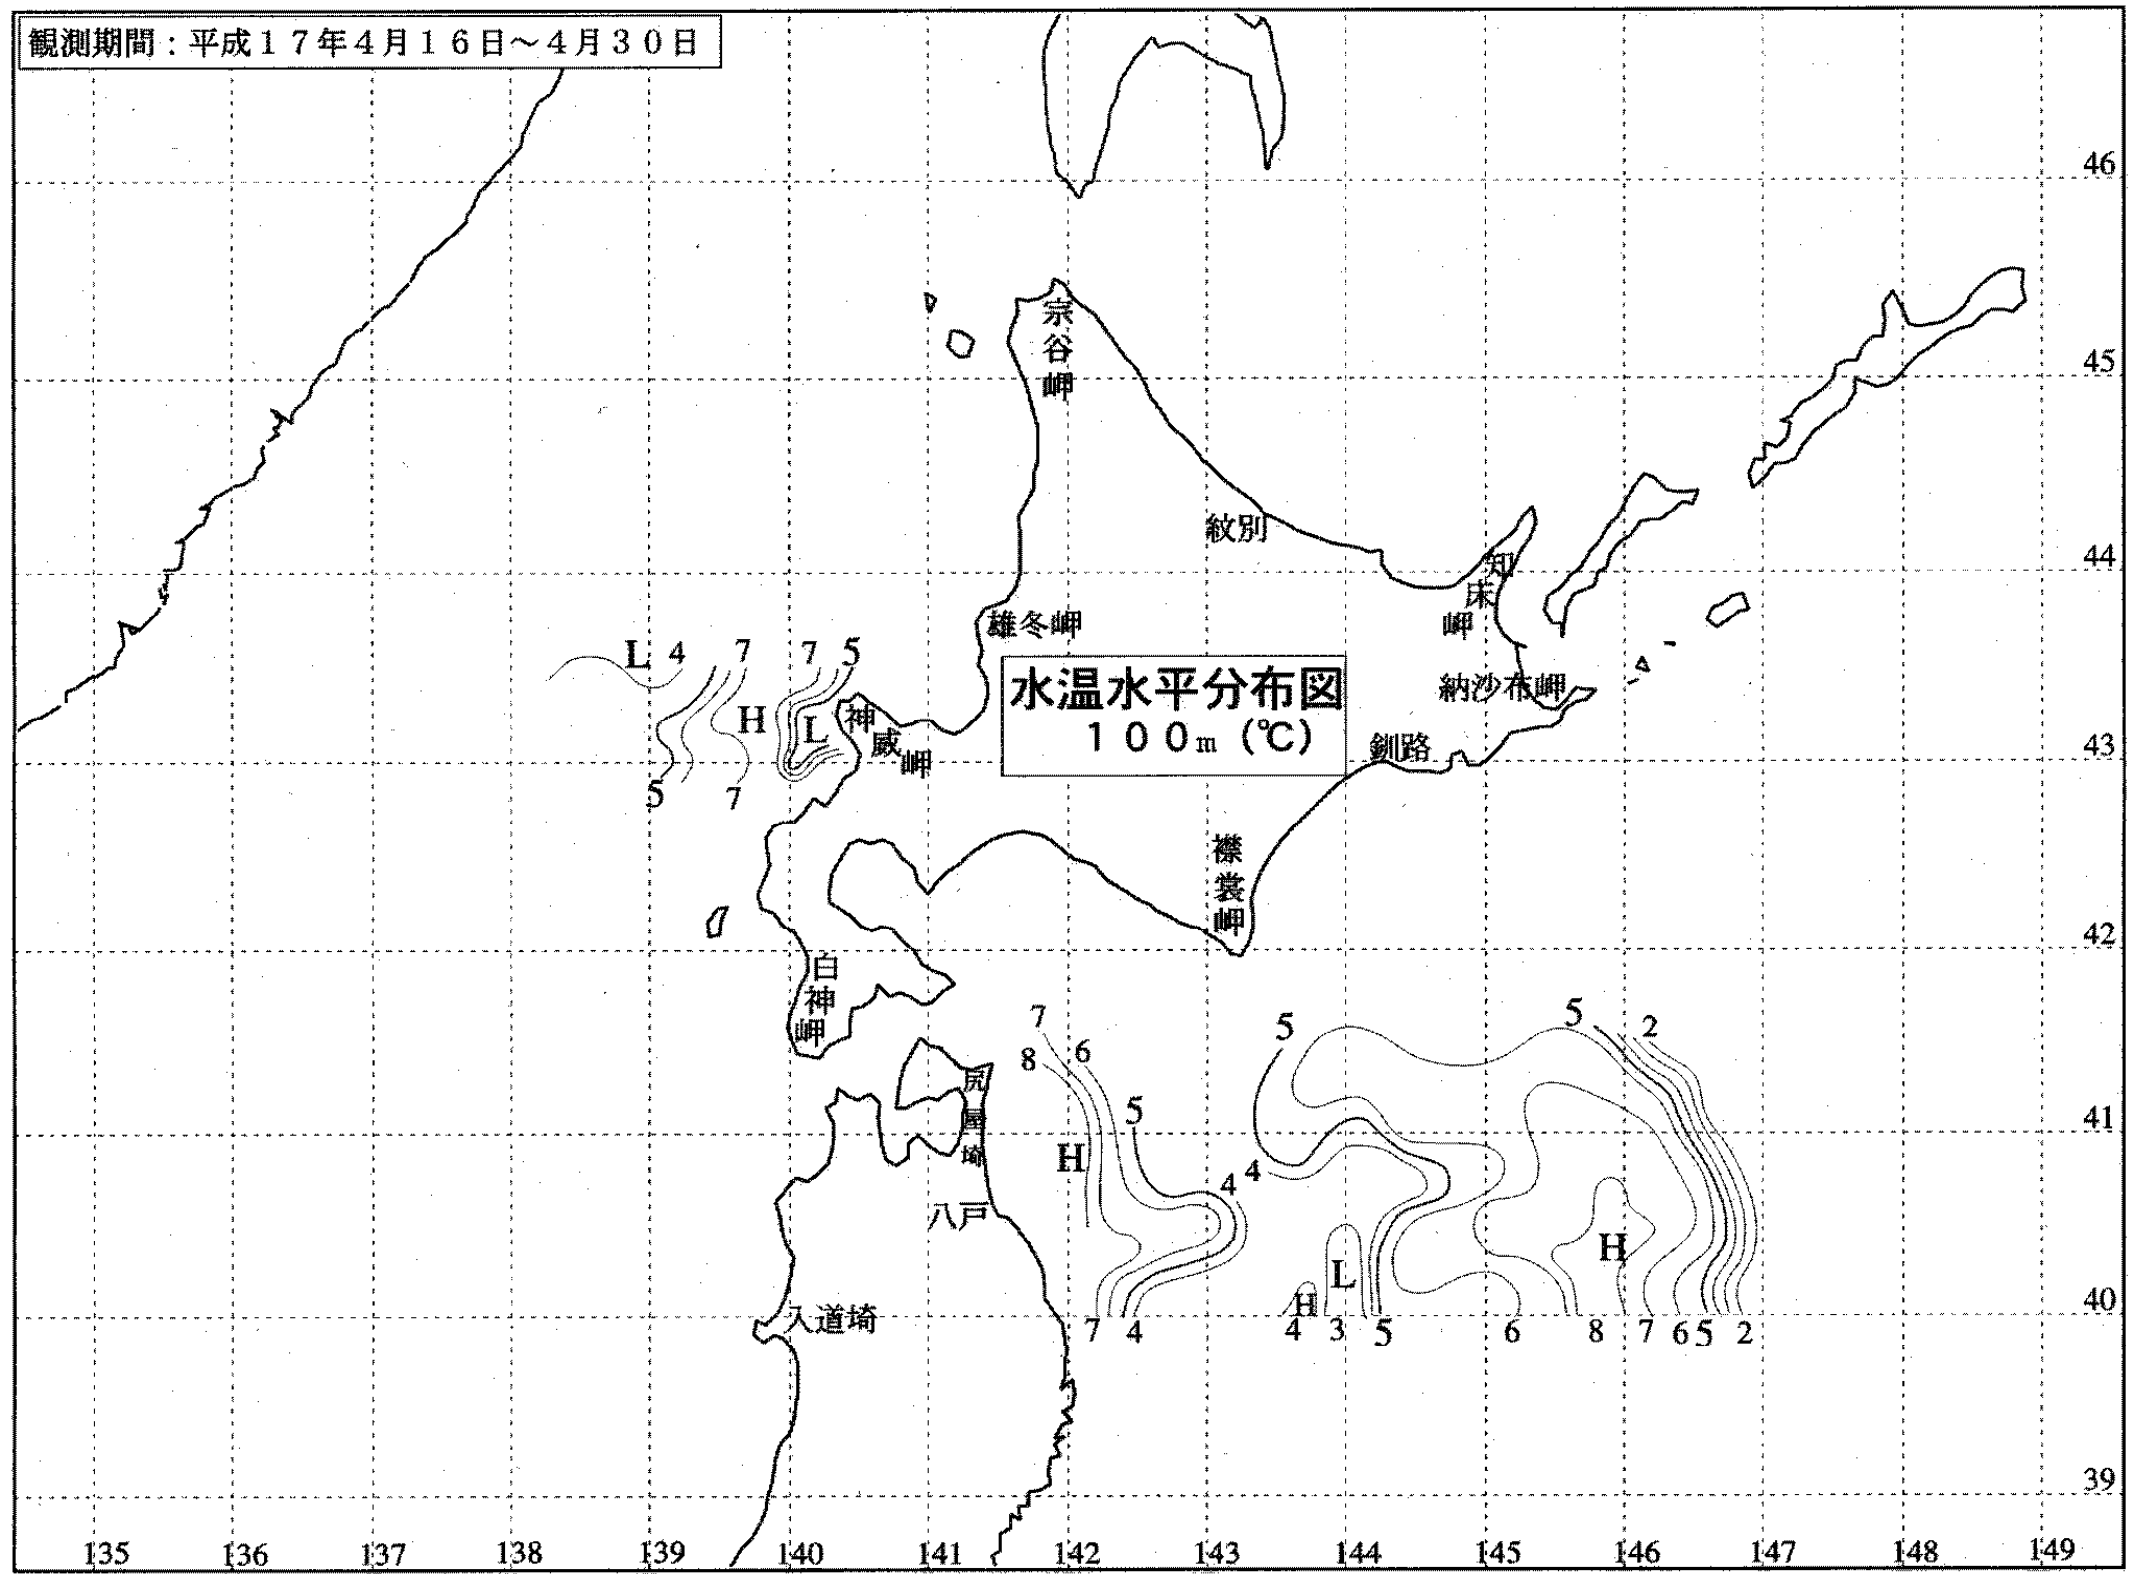 観測期間：平成１７年４月１６日～４月３０日
46
宗谷岬
45
紋別
44
知床岬
雄冬岬
L 4 7 7 5
水温水平分布図
１００m（℃）
納沙布岬
H L
神威岬
釧路
43
5 7
襟裳岬
42
白神岬
7 5 5 2
8 6
尻屋埼
5
41
H
4 4
八戸
H
L
H
40
入道埼
7 4 4 3 5 6 8 7 6 5 2
39
135 136 137 138 139 140 141 142 143 144 145 146 147 148 149